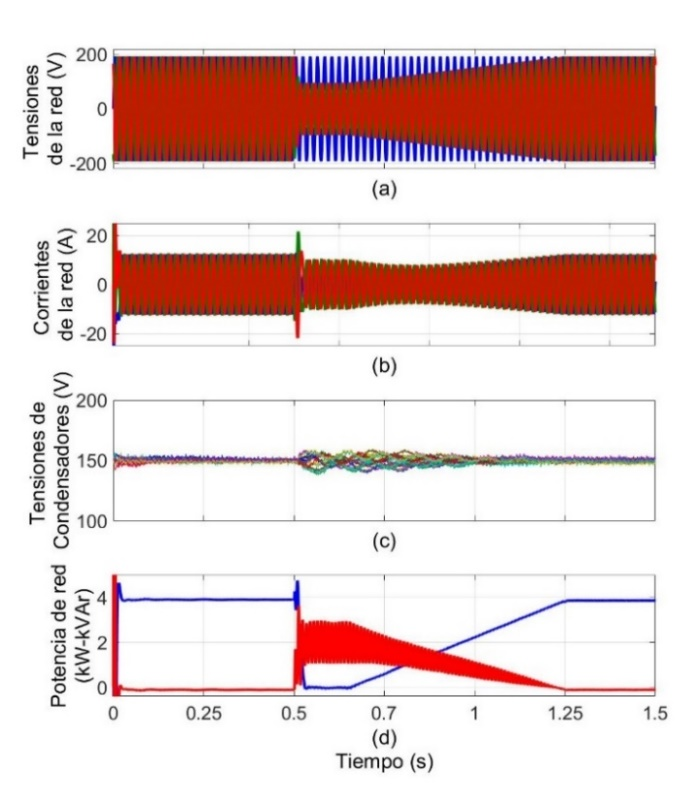 200
0
-200
Tensiones
de la red (V)
(a)
20
0
-20
Corrientes
de la red (A)
(b)
200
150
100
Tensiones de
Condensadores (V)
(c)
4
2
0
Potencia de red
(kW-kVAr)
0 0.25 0.5 0.7 1 1.25 1.5
(d)
Tiempo (s)